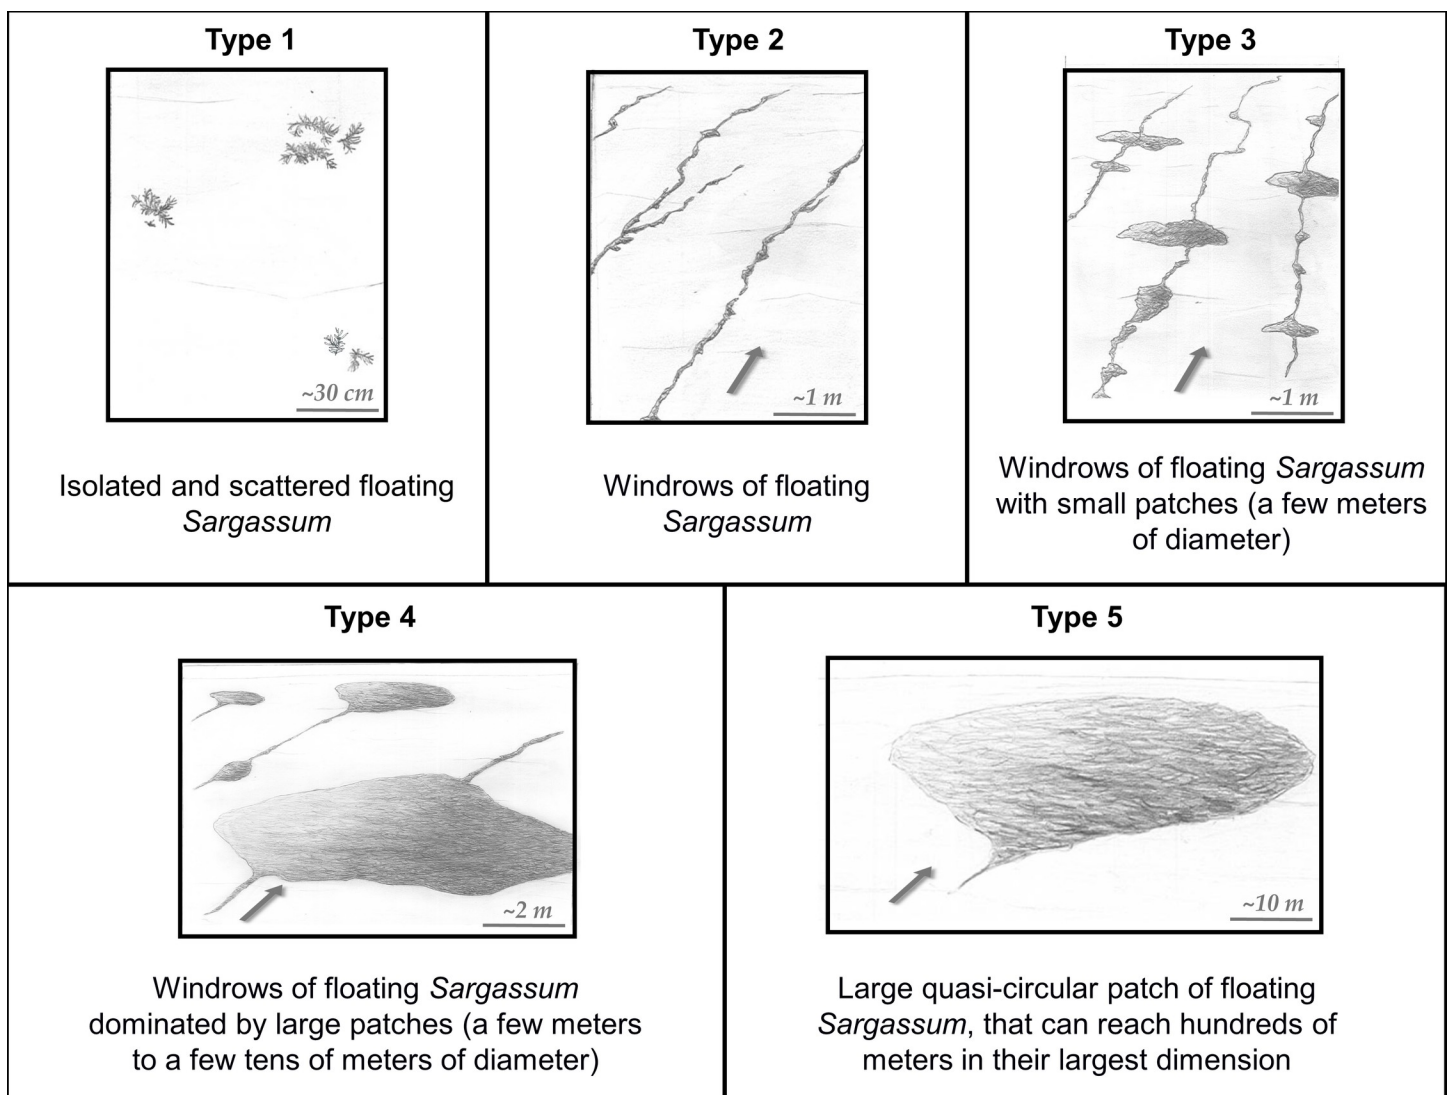 Type 1
~30 cm
Isolated and scattered floating
Sargassum
Type 2
~1 m
Windrows of floating
Sargassum
Type 3
~1 m
Windrows of floating Sargassum
with small patches (a few meters
of diameter)
Type 4
~2 m
Windrows of floating Sargassum
dominated by large patches (a few meters
to a few tens of meters of diameter)
Type 5
~10 m
Large quasi-circular patch of floating
Sargassum, that can reach hundreds of
meters in their largest dimension